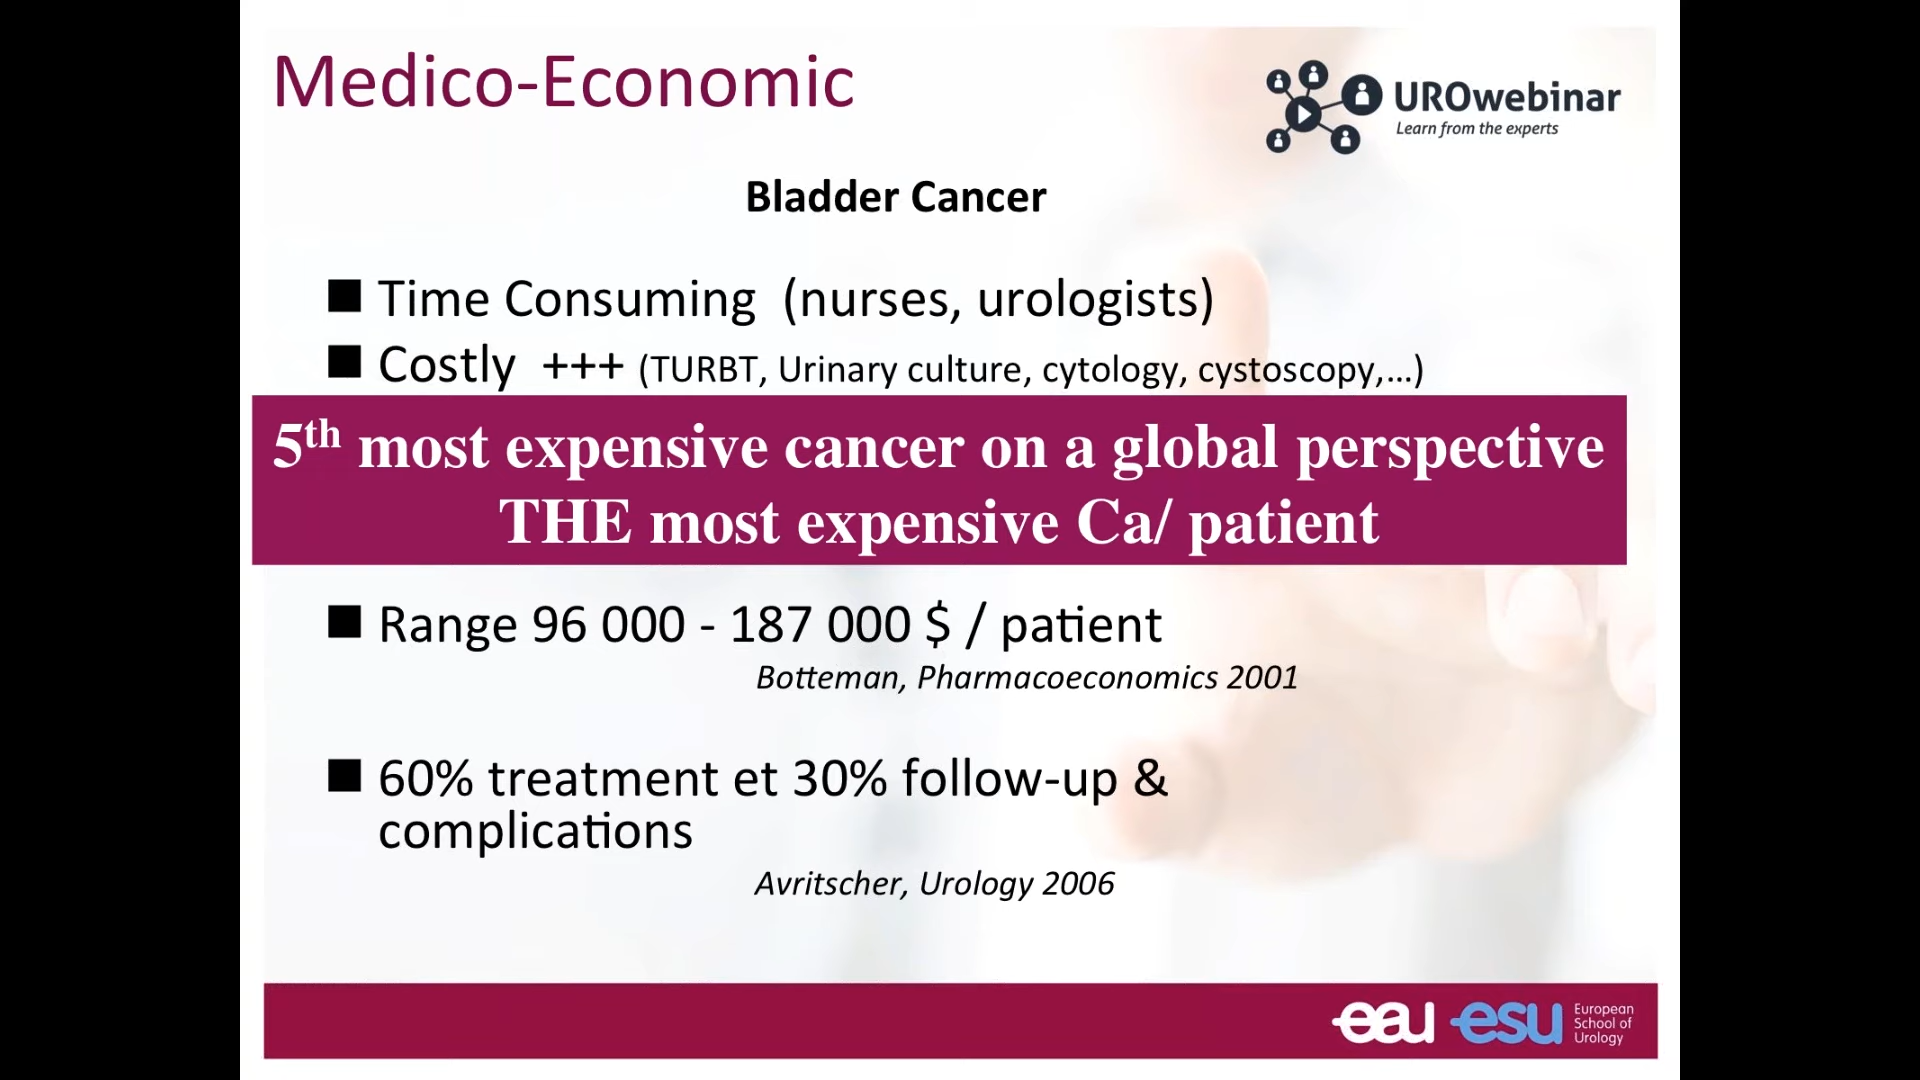 Medico-Economic
UROwebinar
Learn from the experts
Bladder Cancer
Time Consuming (nurses, urologists)
Costly +++ (TURBT, Urinary culture, cytology, cystoscopy,...)
5th most expensive cancer on a global perspective
THE most expensive Ca/ patient
Range 96 000 - 187 000 $ / patient
Botteman, Pharmacoeconomics 2001
60% treatment et 30% follow-up &
complications
Avritscher, Urology 2006
eau esu
European
School of
Urology